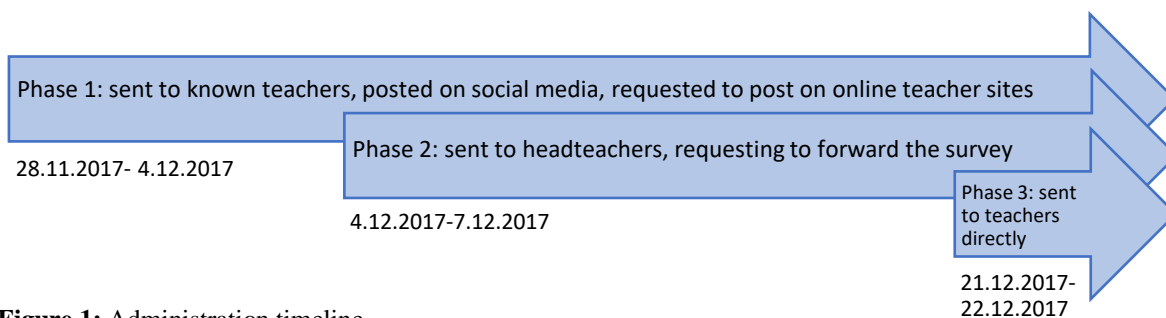 Phase 1: sent to known teachers, posted on social media, requested to post on online teacher sites
28.11.2017- 4.12.2017
Phase 2: sent to headteachers, requesting to forward the survey
4.12.2017-7.12.2017
Phase 3: sent
to teachers
directly
21.12.2017-
22.12.2017
Figure 1: Administration timeline